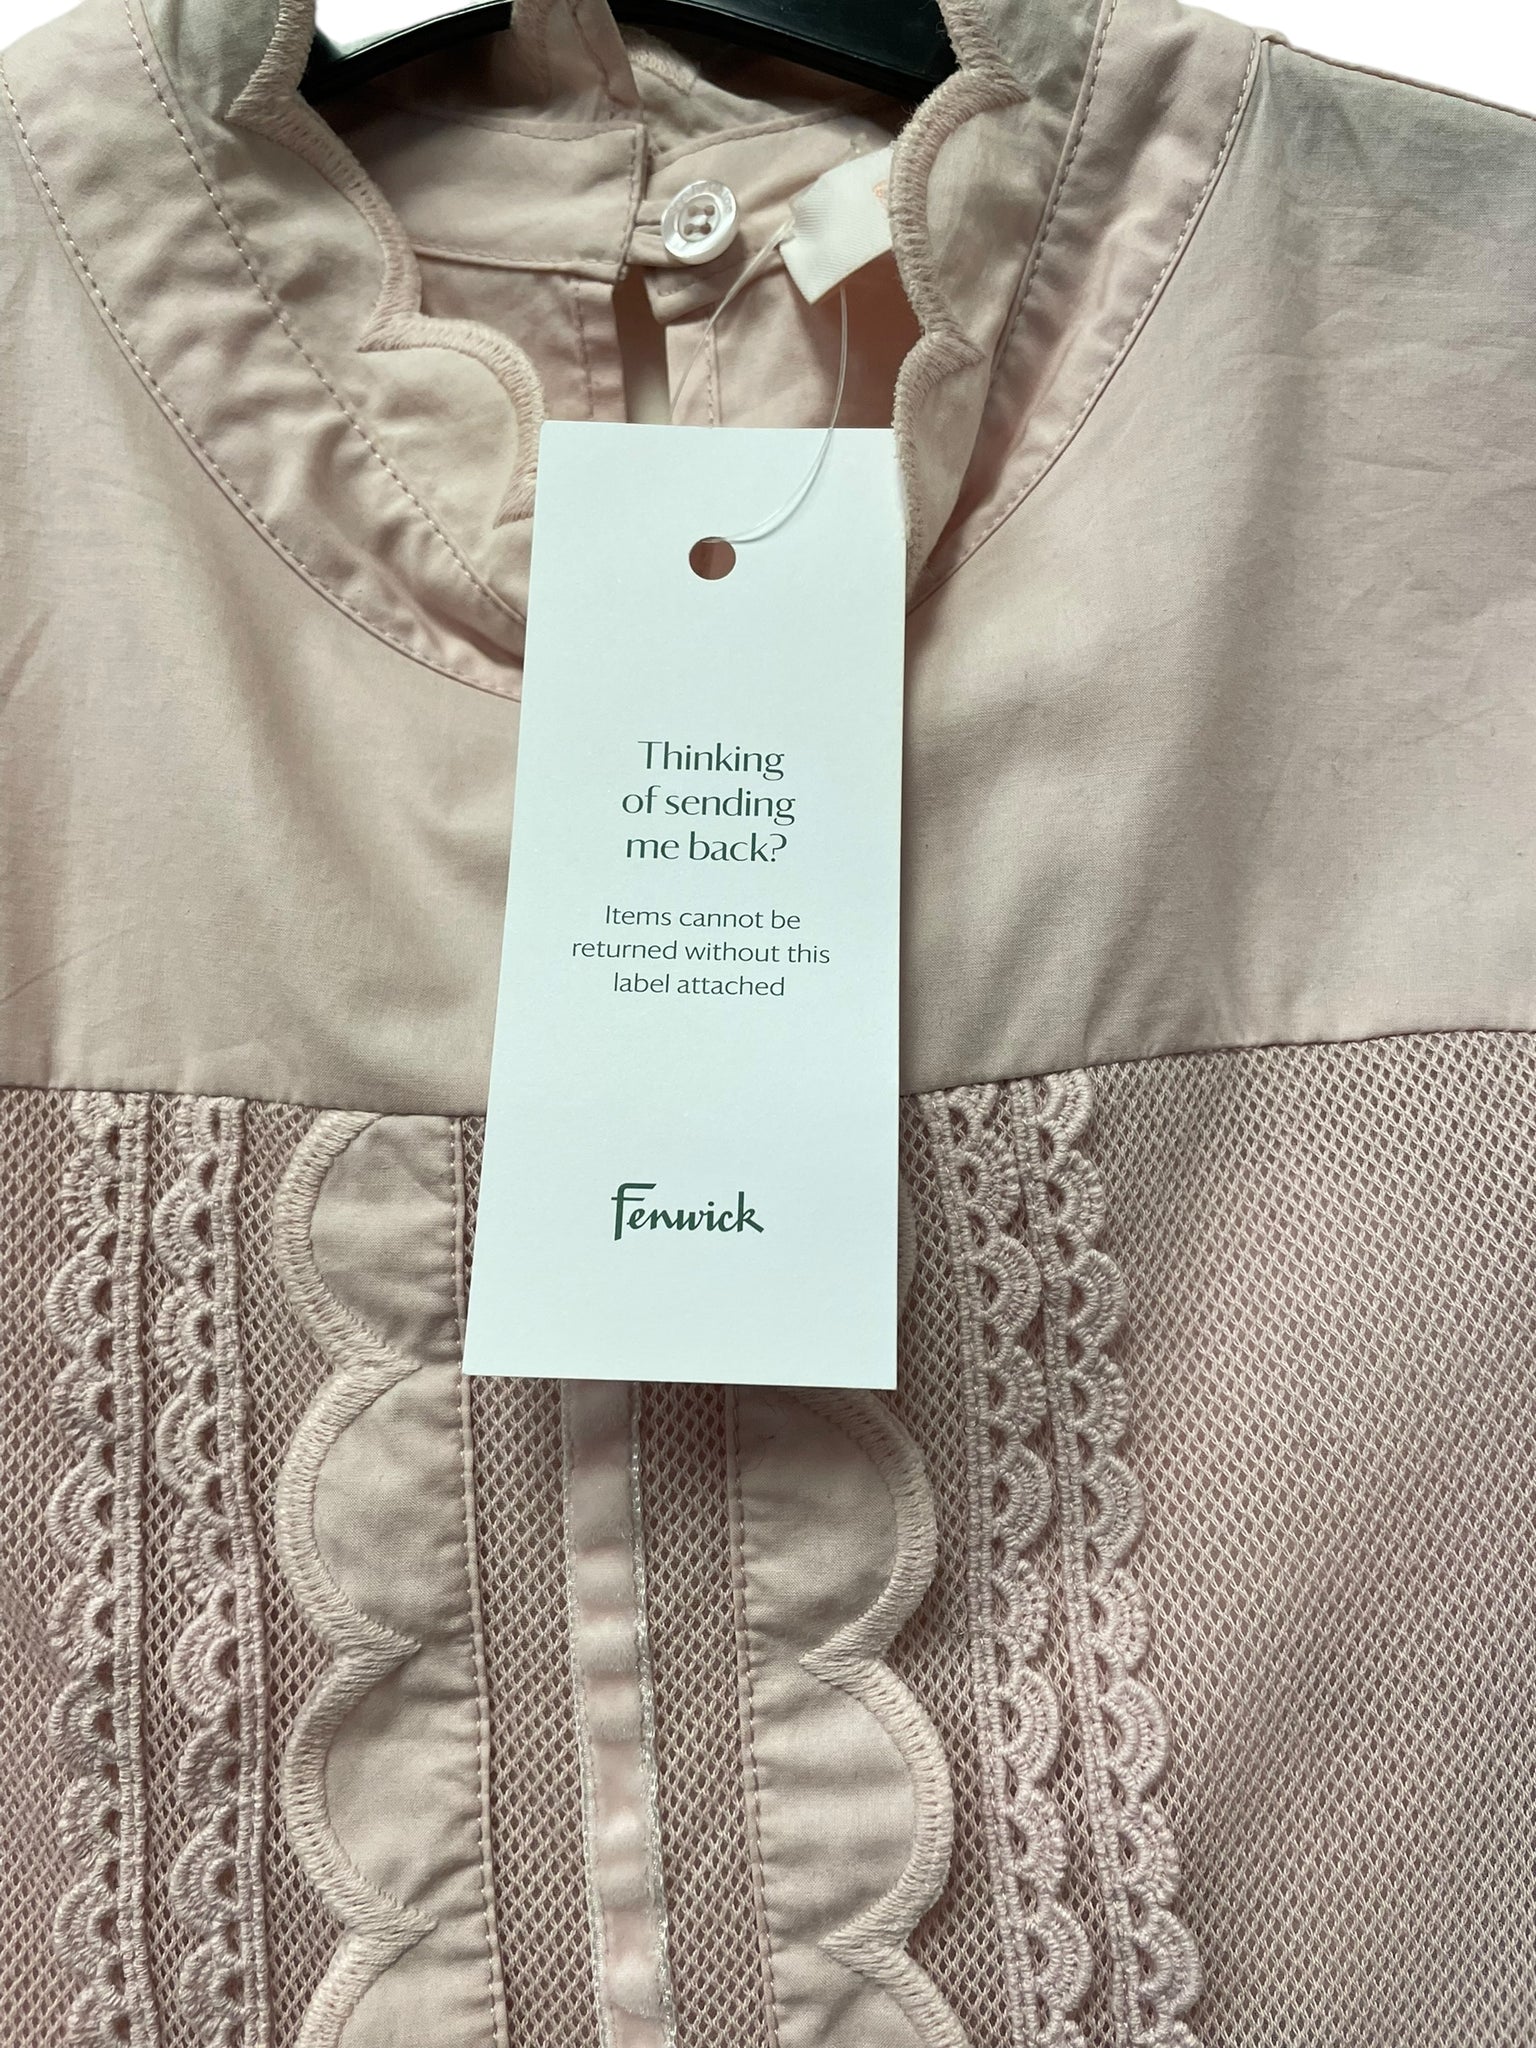 Thinking
of sending
me back?
Items cannot be
returned without this
label attached
Fenwick